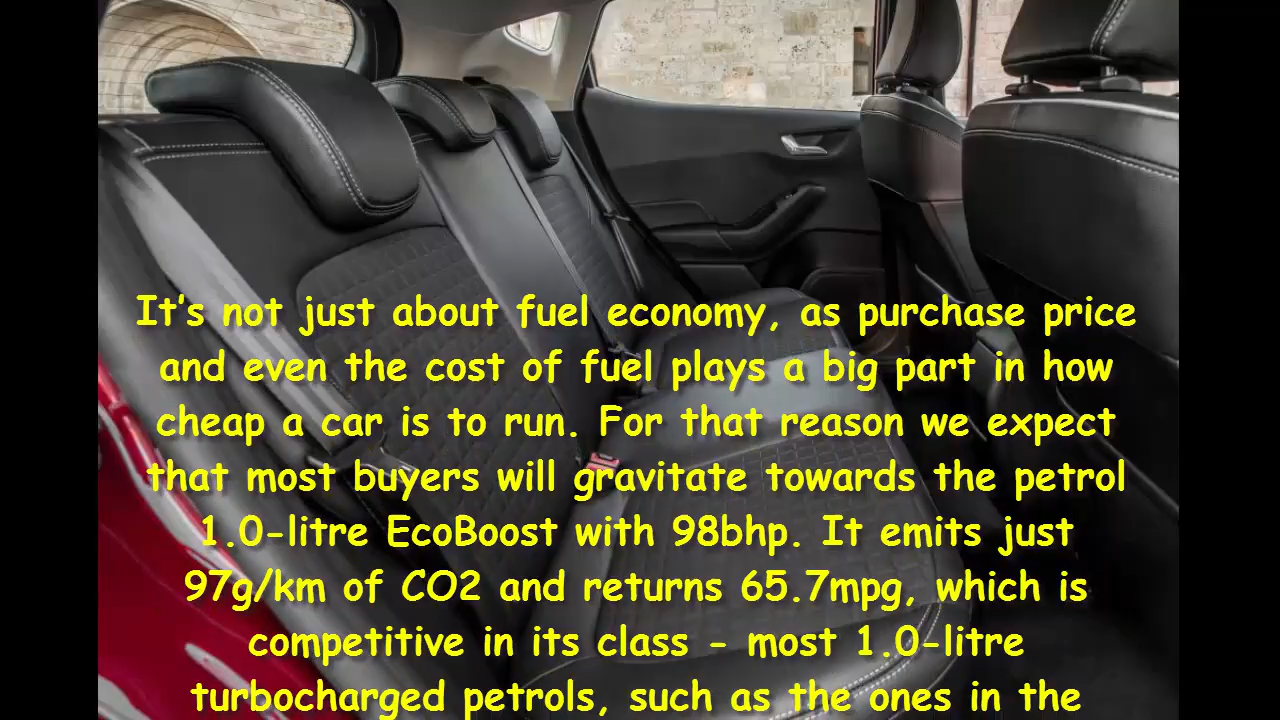 It's not just about fuel economy, as purchase price
and even the cost of fuel plays a big part in how
cheap a car is to run. For that reason we expect
that most buyers will gravitate towards the petrol
1.0-litre EcoBoost with 98bhp. It emits just
97g/km of CO2 and returns 65.7mpg, which is
competitive in its class - most 1.0-litre
turbocharged petrols, such as the ones in the